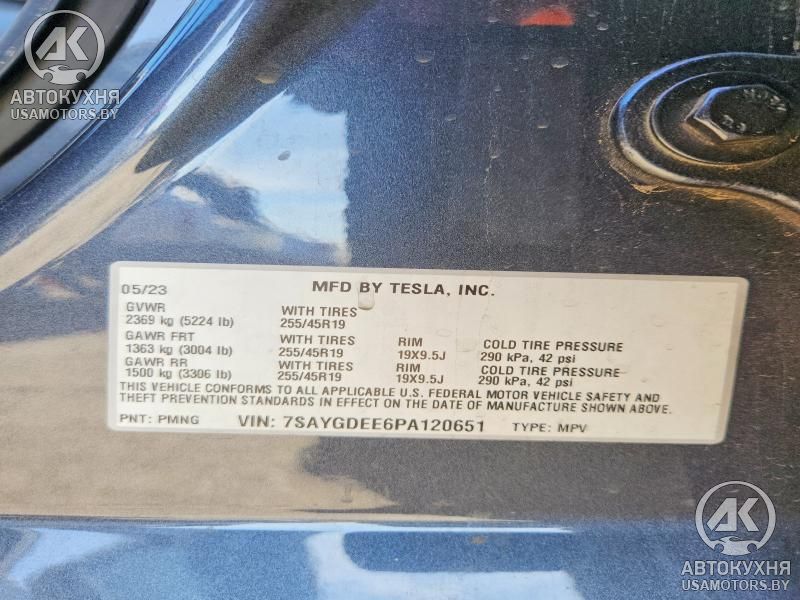 AK
АВТОКУХНЯ
USAMOTORS.BY
05/23 MFD BY TESLA, INC.
GVWR WITH TIRES
2369 kg (5224 lb) 255/45R19
GAWR FRT WITH TIRES RIM COLD TIRE PRESSURE
1363 kg (3004 lb) 255/45R19 19X9.5J 290 kPa, 42 psi
GAWR RR WITH TIRES RIM COLD TIRE PRESSURE
1500 kg (3306 lb) 255/45R19 19X9.5J 290 kPa, 42 psi
THIS VEHICLE CONFORMS TO ALL APPLICABLE U.S. FEDERAL MOTOR VEHICLE SAFETY AND
THEFT PREVENTION STANDARDS IN EFFECT ON THE DATE OF MANUFACTURE SHOWN ABOVE.
PNT: PMNG VIN: 7SAYGDEE6PA120651 TYPE: MPV
AK
АВТОКУХНЯ
USAMOTORS.BY